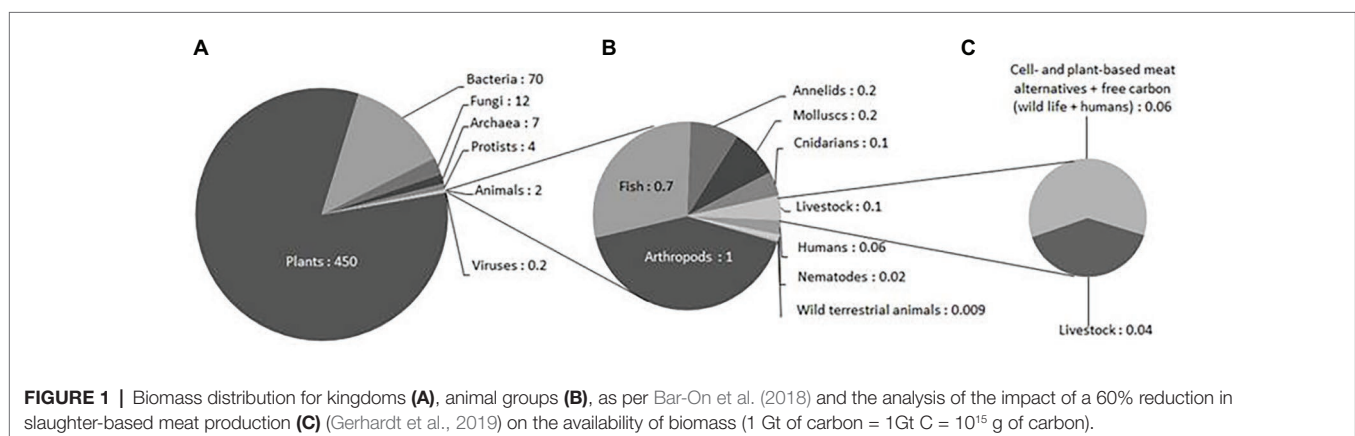 A
Bacteria : 70
Fungi : 12
Archaea : 7
Protists : 4
Animals : 2
Viruses : 0.2
Plants : 450
B
Annelids : 0.2
Molluscs : 0.2
Cnidarians : 0.1
Livestock : 0.1
Humans : 0.06
Nematodes : 0.02
Wild terrestrial animals : 0.009
Fish : 0.7
Arthropods : 1
C
Cell- and plant-based meat
alternatives + free carbon
(wild life + humans) : 0.06
Livestock : 0.04
FIGURE 1 | Biomass distribution for kingdoms (A), animal groups (B), as per Bar-On et al. (2018) and the analysis of the impact of a 60% reduction in
slaughter-based meat production (C) (Gerhardt et al., 2019) on the availability of biomass (1 Gt of carbon = 1Gt C = 10¹⁵ g of carbon).